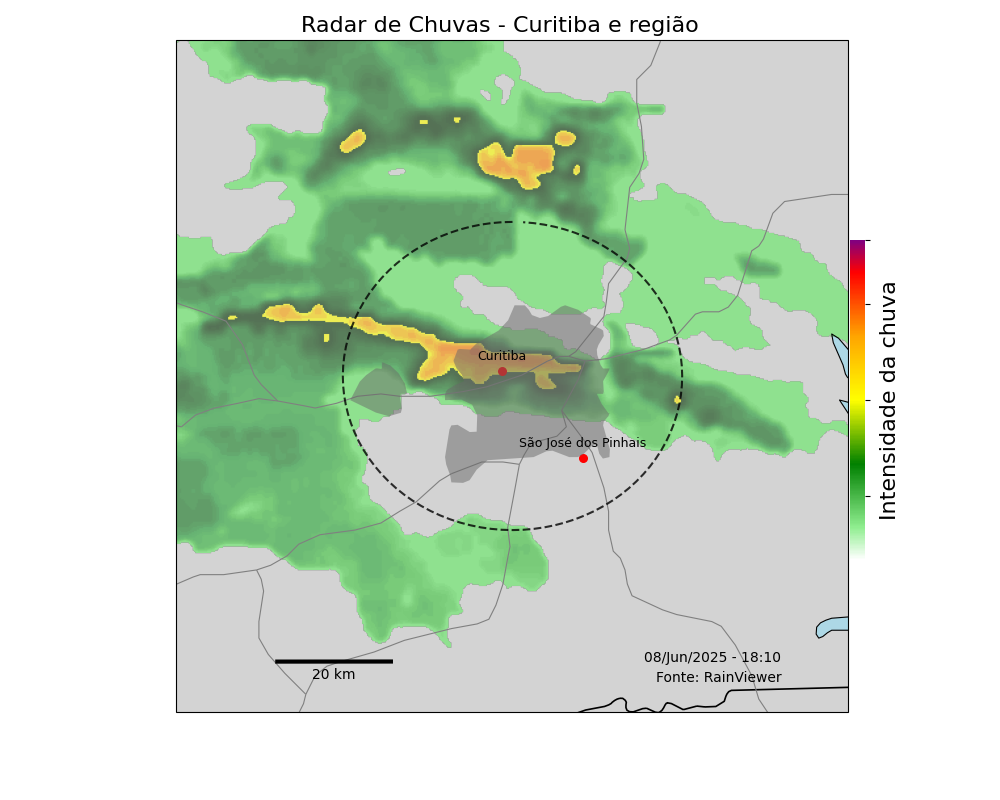 Radar de Chuvas - Curitiba e região
Curitiba
São José dos Pinhais
Intensidade da chuva
20 km
08/Jun/2025 - 18:10
Fonte: RainViewer